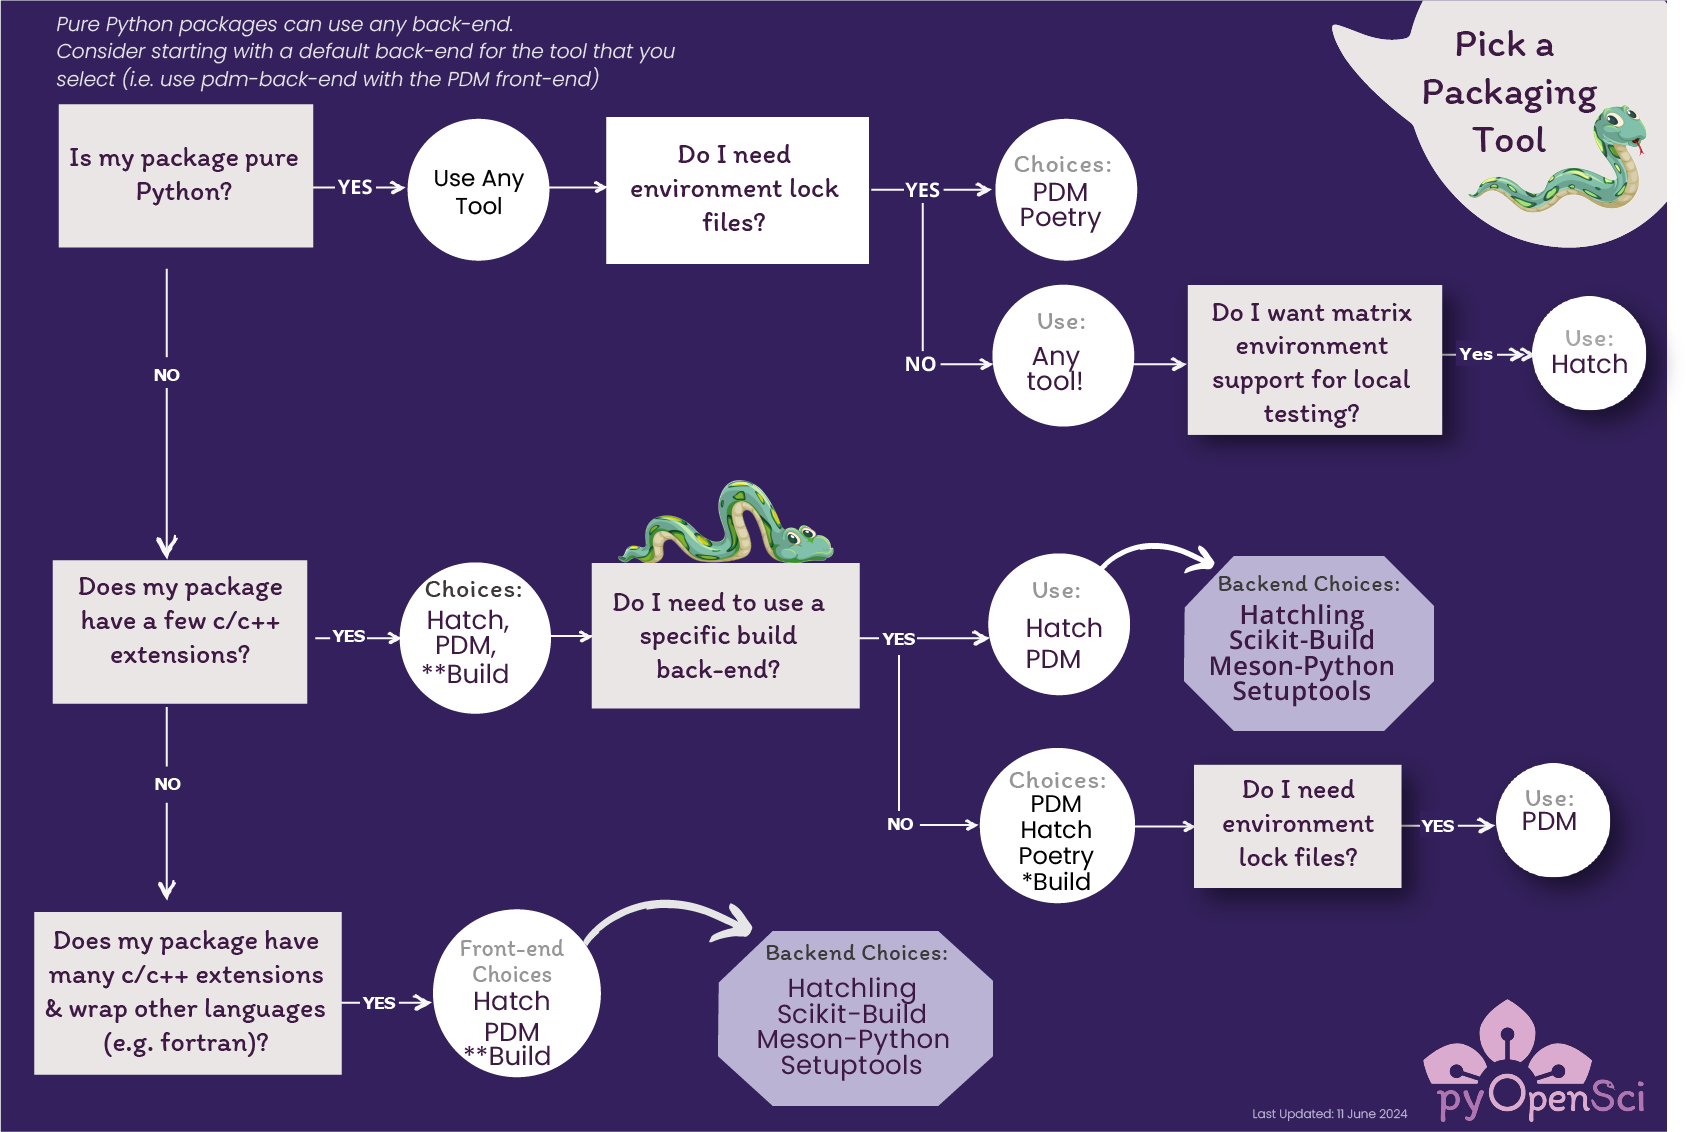 Pure Python packages can use any back-end.
Consider starting with a default back-end for the tool that you
select (i.e. use pdm-back-end with the PDM front-end)
Pick a
Packaging
Tool
Is my package pure
Python?
YES
Use Any
Tool
Do I need
environment lock
files?
YES
Choices:
PDM
Poetry
NO
Use:
Any
tool!
Do I want matrix
environment
support for local
testing?
Yes
Use:
Hatch
NO
Does my package
have a few c/c++
extensions?
YES
Choices:
Hatch,
PDM,
**Build
Do I need to use a
specific build
back-end?
YES
Use:
Hatch
PDM
Backend Choices:
Hatchling
Scikit-Build
Meson-Python
Setuptools
NO
Choices:
PDM
Hatch
Poetry
*Build
Do I need
environment
lock files?
YES
Use:
PDM
NO
Does my package have
many c/c++ extensions
& wrap other languages
(e.g. fortran)?
YES
Front-end
Choices
Hatch
PDM
**Build
Backend Choices:
Hatchling
Scikit-Build
Meson-Python
Setuptools
Last Updated: 11 June 2024
pyOpenSci